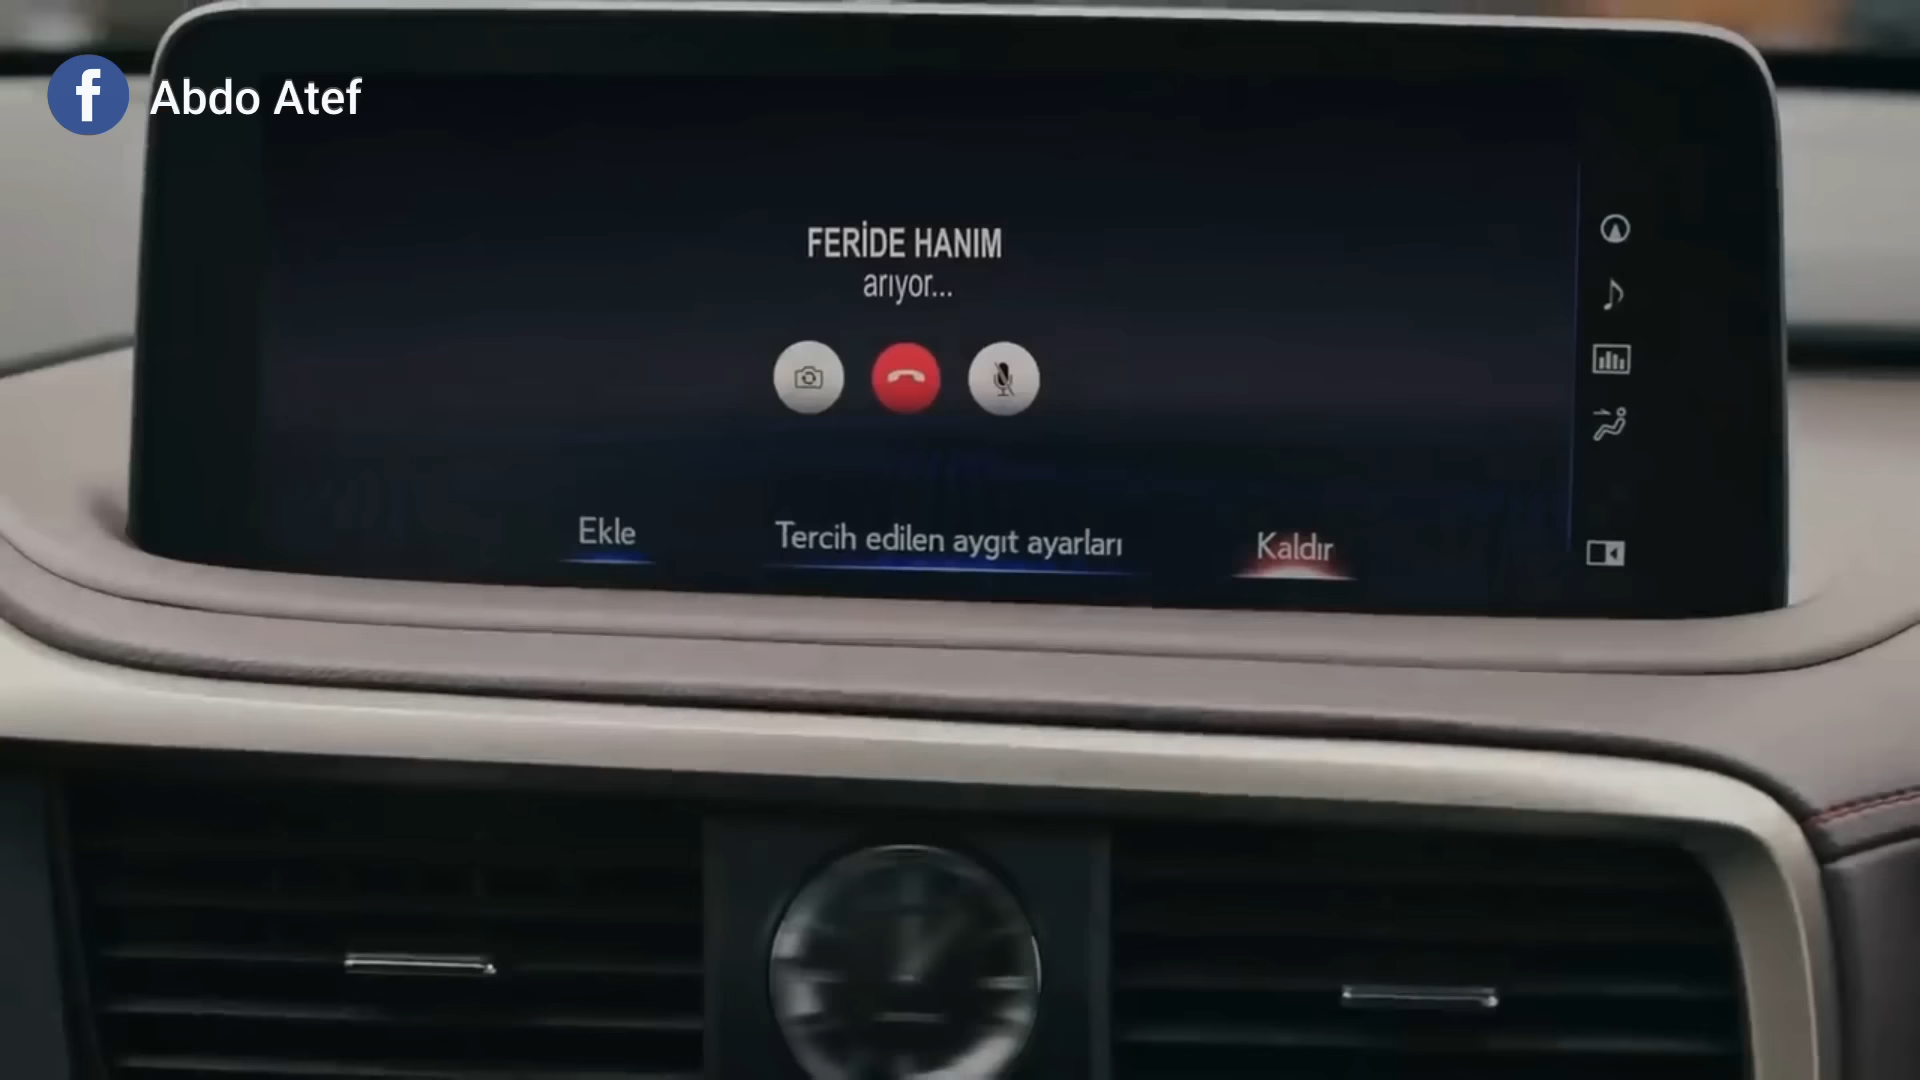 Abdo Atef
FERİDE HANIM
arıyor...
Ekle
Tercih edilen aygıt ayarları
Kaldır